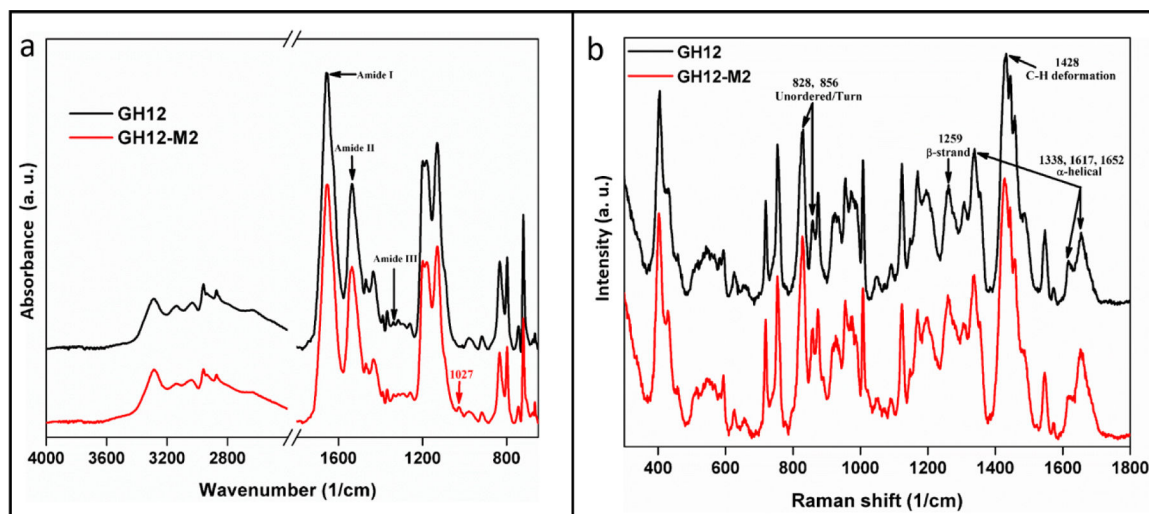 a
GH12
GH12-M2
Amide I
Amide II
Amide III
1027
Absorbance (a. u.)
4000 3600 3200 2800 1600 1200 800
Wavenumber (1/cm)
b
GH12
GH12-M2
828, 856
Unordered/Turn
1259
β-strand
1428
C-H deformation
1338, 1617, 1652
α-helical
Intensity (a. u.)
400 600 800 1000 1200 1400 1600 1800
Raman shift (1/cm)